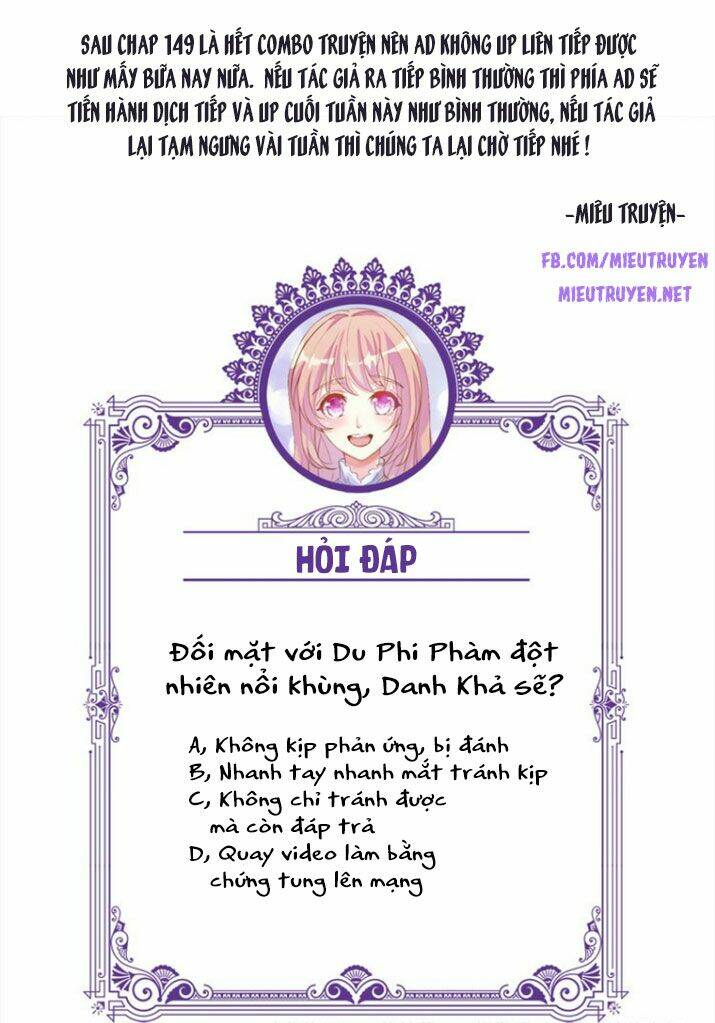 SAU CHAP 149 LÀ HẾT COMBO TRUYỆN NÊN AD KHÔNG UP LIÊN TIẾP ĐƯỢC
NHƯ MẤY BỮA NAY NỮA. NẾU TÁC GIẢ RA TIẾP BÌNH THƯỜNG THÌ PHÍA AD SẼ
TIẾN HÀNH DỊCH TIẾP VÀ UP CUỐI TUẦN NÀY NHƯ BÌNH THƯỜNG, NẾU TÁC GIẢ
LẠI TẠM NGƯNG VÀI TUẦN THÌ CHÚNG TA LẠI CHỜ TIẾP NHÉ !
-MIÊU TRUYỆN-
FB.COM/MIEUTRUYEN
MIEUTRUYEN.NET
HỎI ĐÁP
Đối mặt với Du Phi Phàm đột
nhiên nổi khùng, Danh Khả sẽ?
A, Không kịp phản ứng, bị đánh
B, Nhanh tay nhanh mắt tránh kịp
C, Không chỉ tránh được
mà còn đáp trả
D, Quay video làm bằng
chứng tung lên mạng